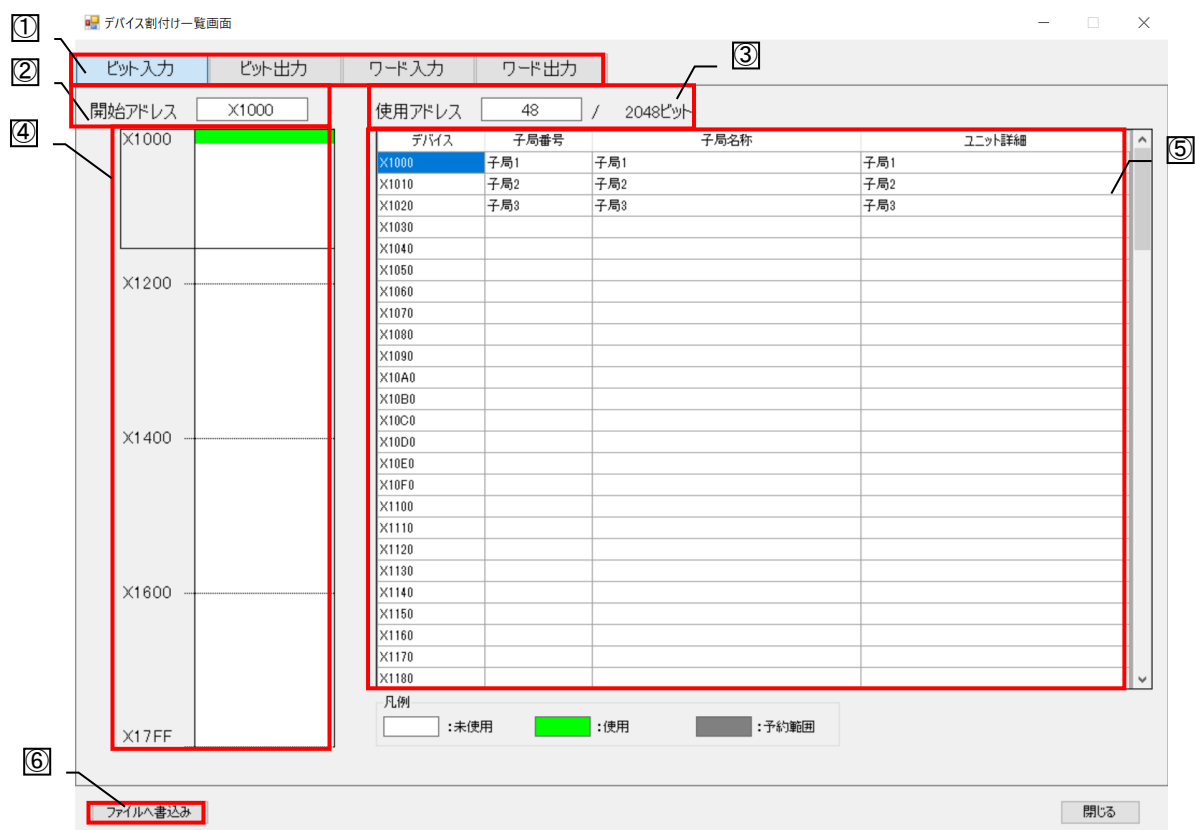 デバイス割付け一覧画面
①
ビット入力 ビット出力 ワード入力 ワード出力
③
②
開始アドレス X1000
使用アドレス 48 / 2048ビット
④
⑤
X1000
X1200
X1400
X1600
X17FF
デバイス 子局番号 子局名称 ユニット詳細
X1000 子局1 子局1 子局1
X1010 子局2 子局2 子局2
X1020 子局3 子局3 子局3
X1030
X1040
X1050
X1060
X1070
X1080
X1090
X10A0
X10B0
X10C0
X10D0
X10E0
X10F0
X1100
X1110
X1120
X1130
X1140
X1150
X1160
X1170
X1180
凡例
:未使用 :使用 :予約範囲
⑥
ファイルへ書込み
閉じる